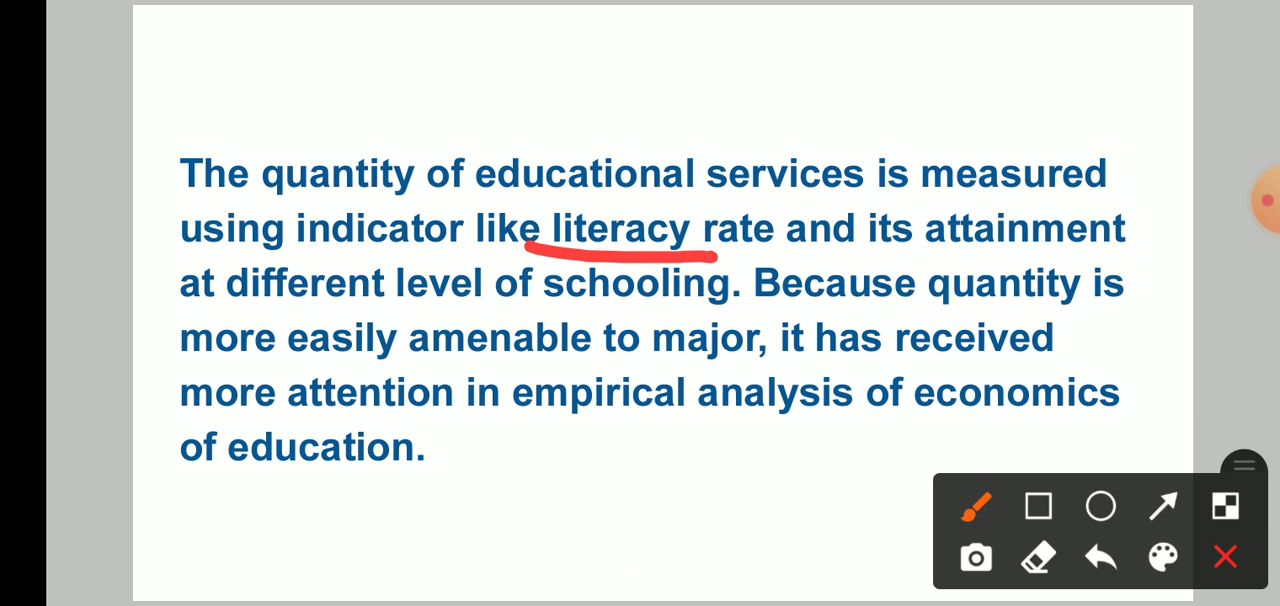 The quantity of educational services is measured
using indicator like literacy rate and its attainment
at different level of schooling. Because quantity is
more easily amenable to major, it has received
more attention in empirical analysis of economics
of education.